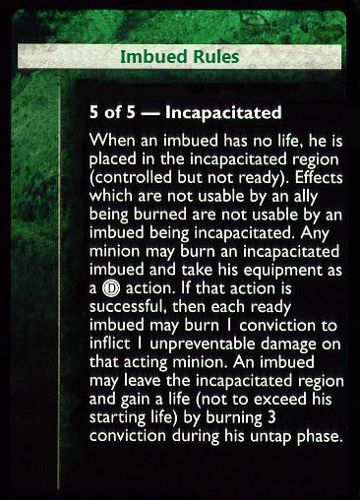 Imbued Rules
5 of 5 — Incapacitated
When an imbued has no life, he is
placed in the incapacitated region
(controlled but not ready). Effects
which are not usable by an ally
being burned are not usable by an
imbued being incapacitated. Any
minion may burn an incapacitated
imbued and take his equipment as
a Ⓓ action. If that action is
successful, then each ready
imbued may burn 1 conviction to
inflict 1 unpreventable damage on
that acting minion. An imbued
may leave the incapacitated region
and gain a life (not to exceed his
starting life) by burning 3
conviction during his untap phase.